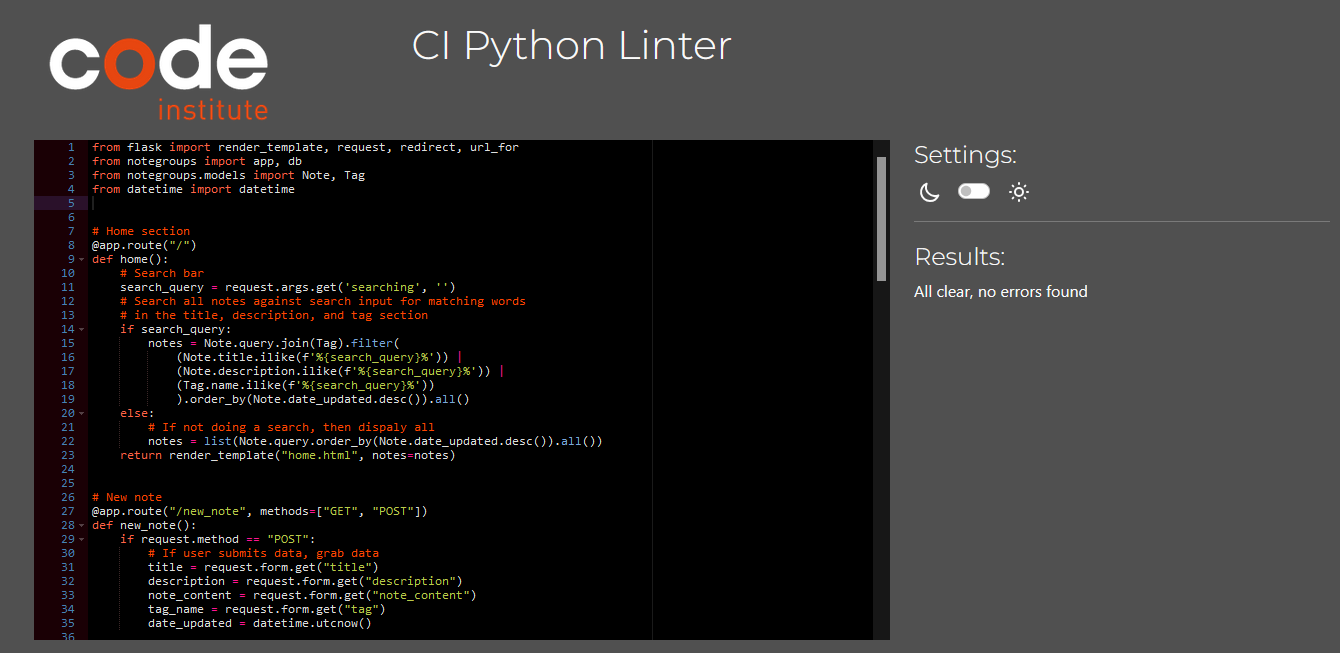 code
institute
CI Python Linter
1 from flask import render_template, request, redirect, url_for
2 from notegroups import app, db
3 from notegroups.models import Note, Tag
4 from datetime import datetime
5
6
7 # Home section
8 @app.route("/")
9 def home():
10     # Search bar
11     search_query = request.args.get('searching', '')
12     # Search all notes against search input for matching words
13     # in the title, description, and tag section
14     if search_query:
15         notes = Note.query.join(Tag).filter(
16             (Note.title.ilike(f'%{search_query}%')) |
17             (Note.description.ilike(f'%{search_query}%')) |
18             (Tag.name.ilike(f'%{search_query}%'))
19             ).order_by(Note.date_updated.desc()).all()
20     else:
21         # If not doing a search, then dispaly all
22         notes = list(Note.query.order_by(Note.date_updated.desc()).all())
23     return render_template("home.html", notes=notes)
24
25
26 # New note
27 @app.route("/new_note", methods=["GET", "POST"])
28 def new_note():
29     if request.method == "POST":
30         # If user submits data, grab data
31         title = request.form.get("title")
32         description = request.form.get("description")
33         note_content = request.form.get("note_content")
34         tag_name = request.form.get("tag")
35         date_updated = datetime.utcnow()
36
Settings:
Results:
All clear, no errors found